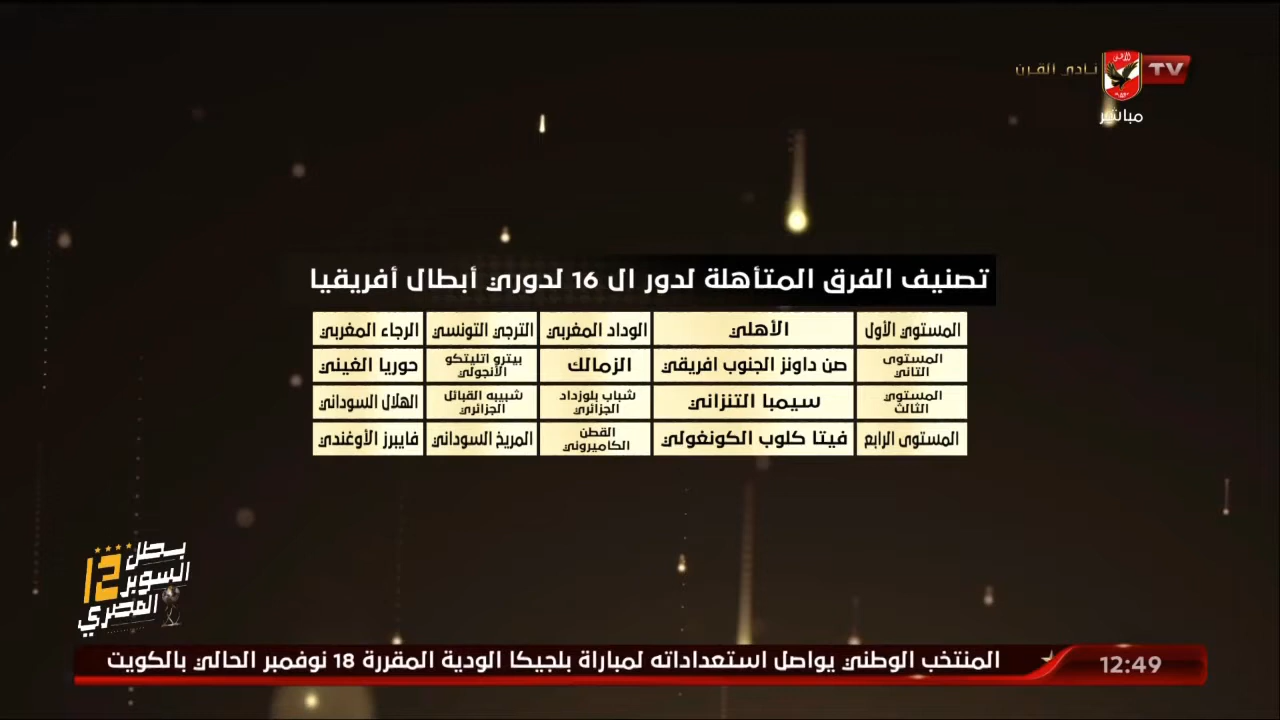 نادي القرن
TV
مباشر
تصنيف الفرق المتأهلة لدور ال 16 لدوري أبطال أفريقيا
المستوي الأول الأهلي الوداد المغربي الترجي التونسي الرجاء المغربي
المستوى الثاني صن داونز الجنوب افريقي الزمالك بيترو اتليتكو الأنجولي حوريا الغيني
المستوي الثالث سيمبا التنزاني شباب بلوزداد الجزائري شبيبه القبائل الجزائري الهلال السوداني
المستوى الرابع فيتا كلوب الكونغولي القطن الكاميروني المريخ السوداني فايبرز الأوغندي
بطل
السوبر 12
المصري
المنتخب الوطني يواصل استعداداته لمباراة بلجيكا الودية المقررة 18 نوفمبر الحالي بالكويت
12:49